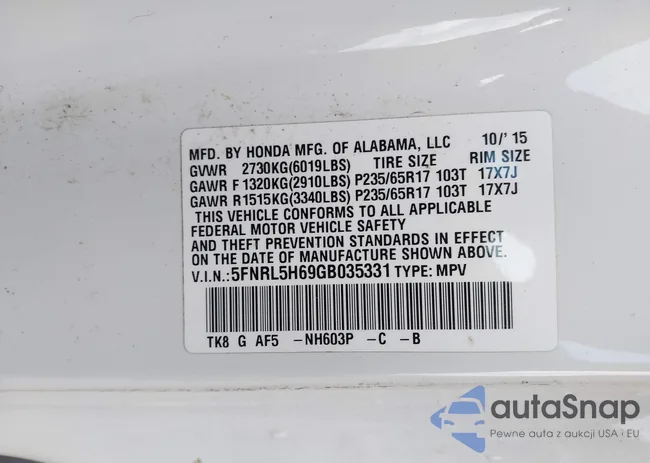 MFD. BY HONDA MFG. OF ALABAMA, LLC 10/'15
GVWR 2730KG(6019LBS) TIRE SIZE RIM SIZE
GAWR F 1320KG(2910LBS) P235/65R17 103T 17X7J
GAWR R1515KG(3340LBS) P235/65R17 103T 17X7J
THIS VEHICLE CONFORMS TO ALL APPLICABLE
FEDERAL MOTOR VEHICLE SAFETY
AND THEFT PREVENTION STANDARDS IN EFFECT
ON THE DATE OF MANUFACTURE SHOWN ABOVE.
V.I.N.:5FNRL5H69GB035331 TYPE: MPV
TK8 G AF5 -NH603P -C -B
autaSnap
Pewne auta z aukcji USA i EU